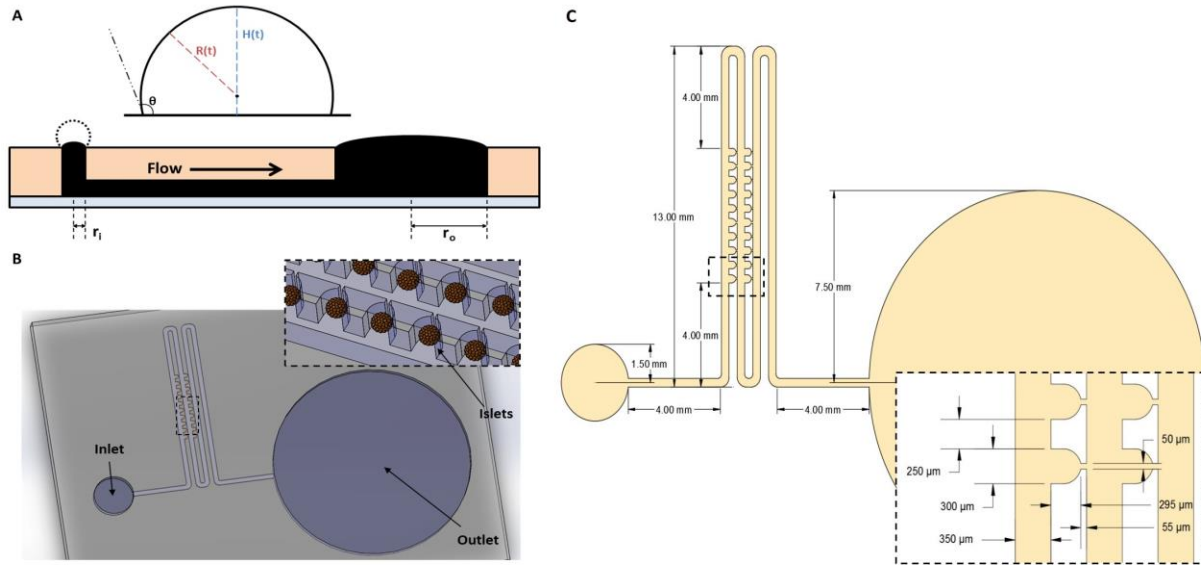 A
R(t)
H(t)
θ
Flow
ri
ro
B
Inlet
Islets
Outlet
C
4.00 mm
13.00 mm
4.00 mm
1.50 mm
4.00 mm
4.00 mm
7.50 mm
50 µm
250 µm
300 µm
295 µm
55 µm
350 µm